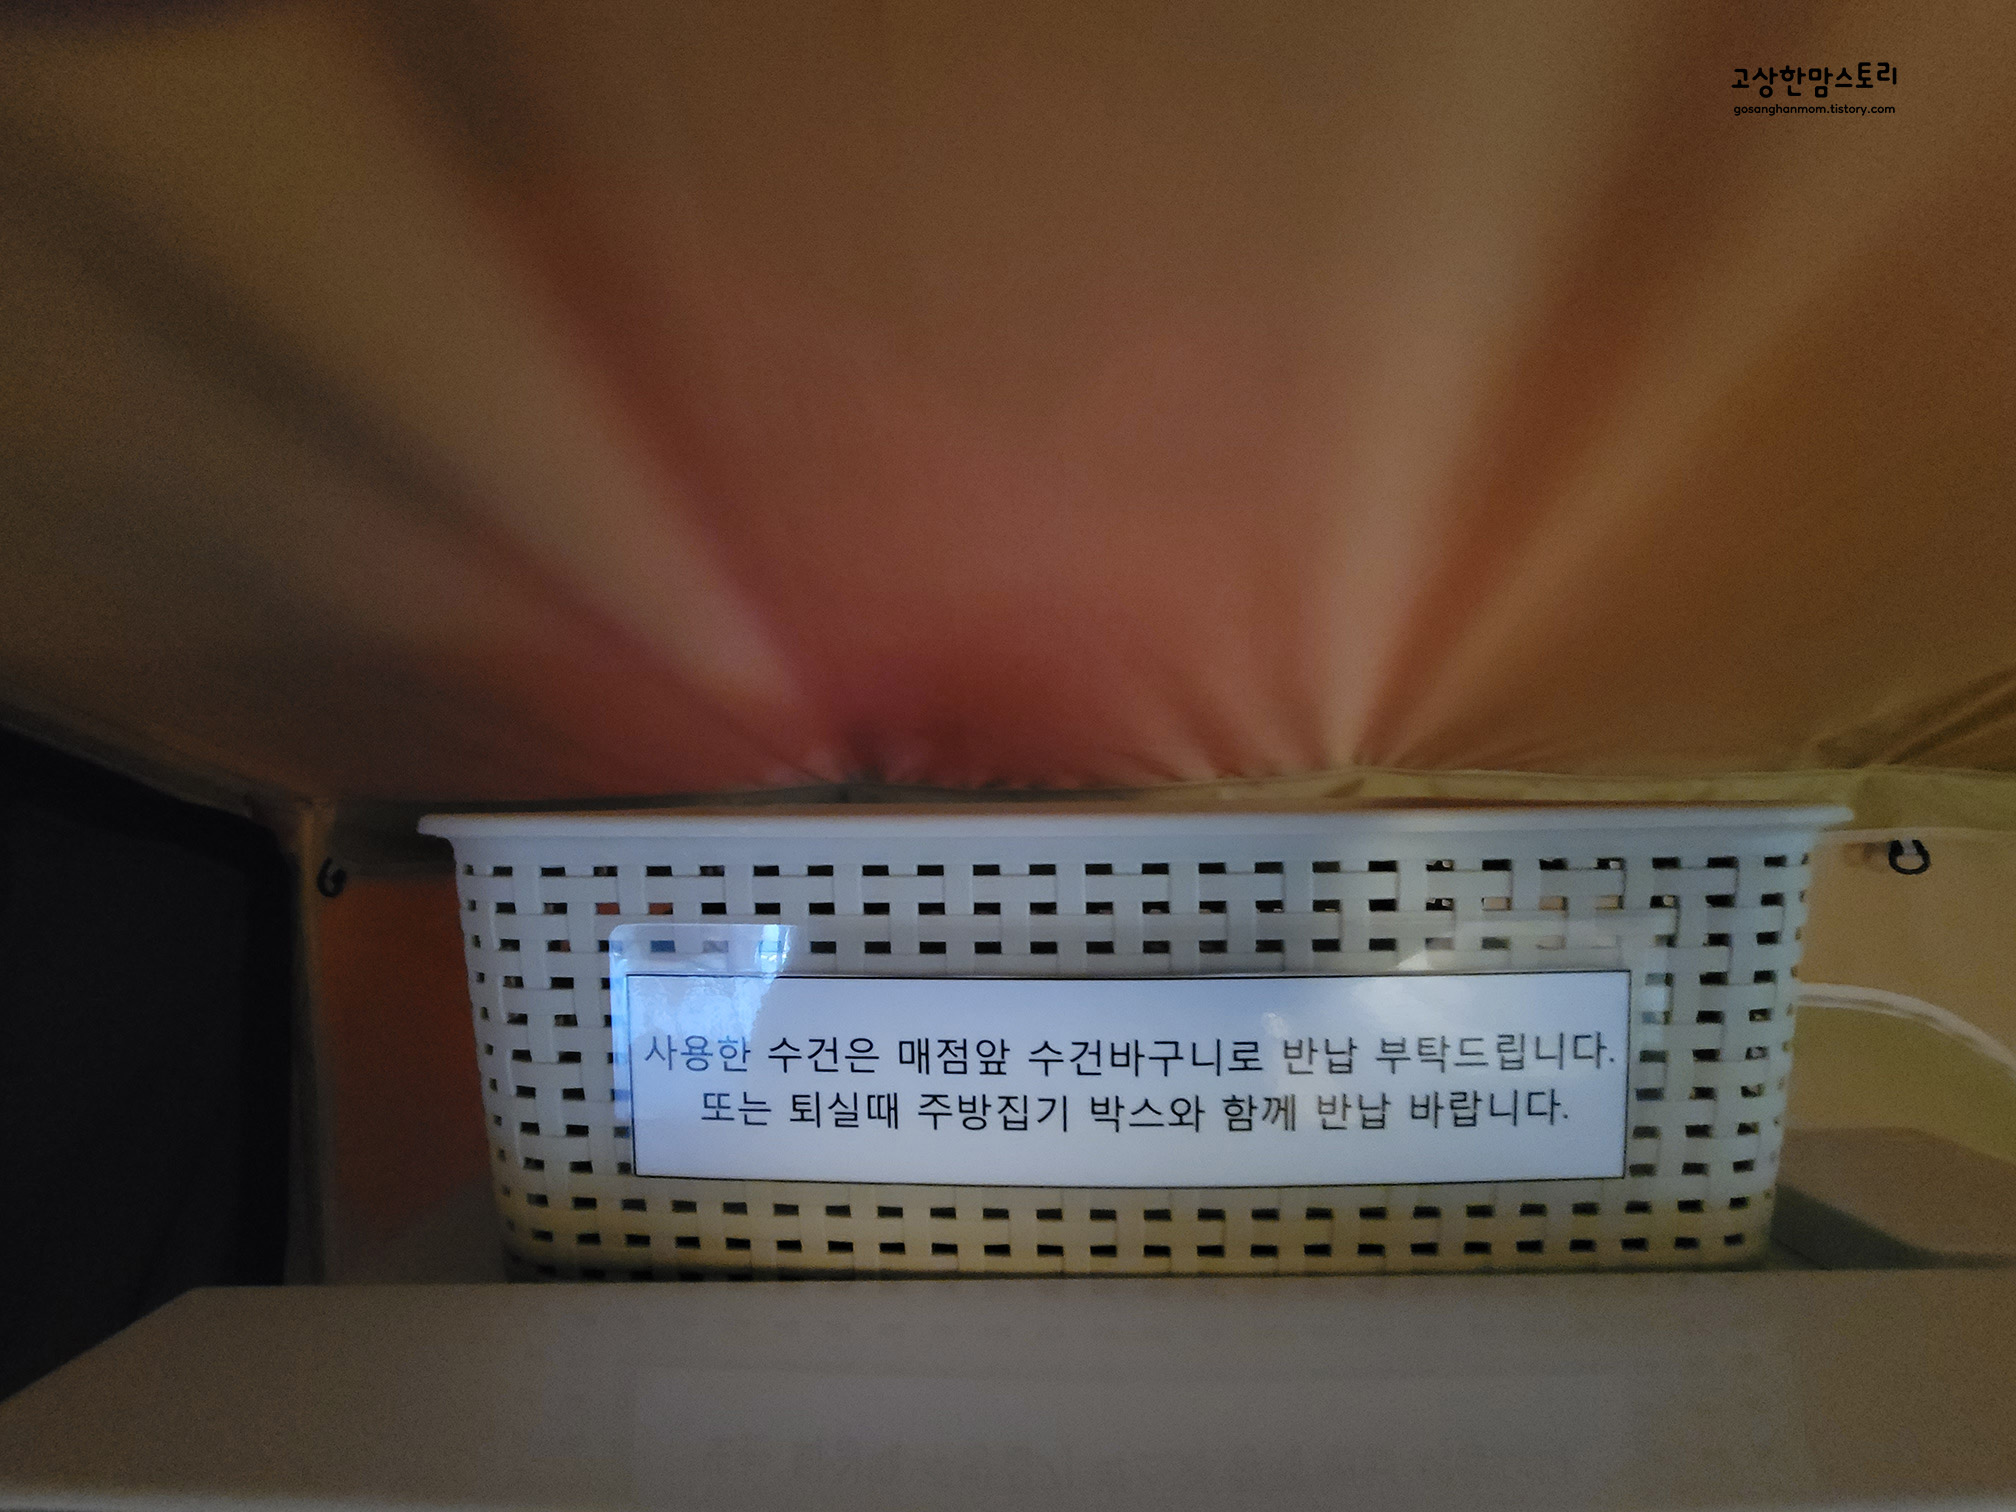 고상한맘스토리
gosanghanmom.tistory.com
사용한 수건은 매점앞 수건바구니로 반납 부탁드립니다.
또는 퇴실때 주방집기 박스와 함께 반납 바랍니다.